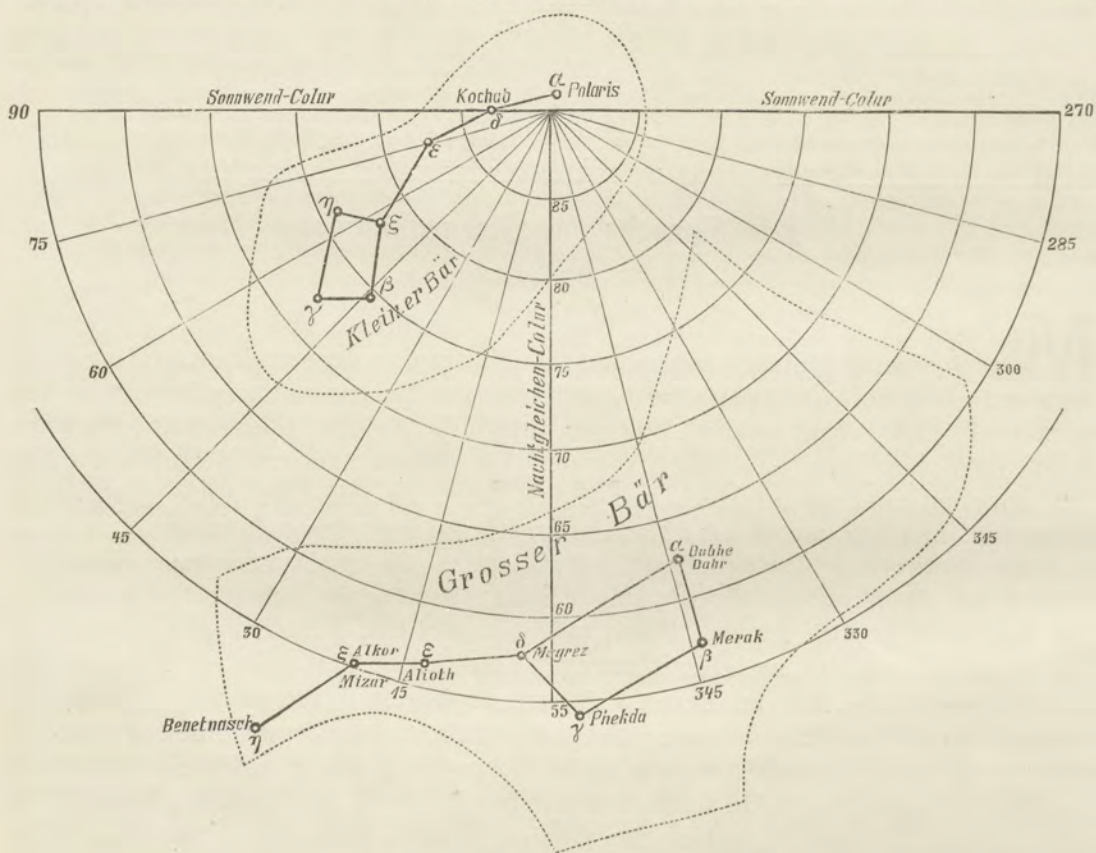 α
Polaris
Kochab
δ
90
Sonnwend-Colur
Sonnwend-Colur
270
ε
85
η
ξ
75
285
β
γ
Kleiner Bär
80
Nachtgleichen-Colur
75
60
300
70
Grosser Bär
65
45
315
α
Dubhe
Dahr
60
30
330
ξ
Alkor
Mizar
ε
Alioth
15
δ
Megrez
Merak
β
345
55
Phekda
γ
Benetnasch
η